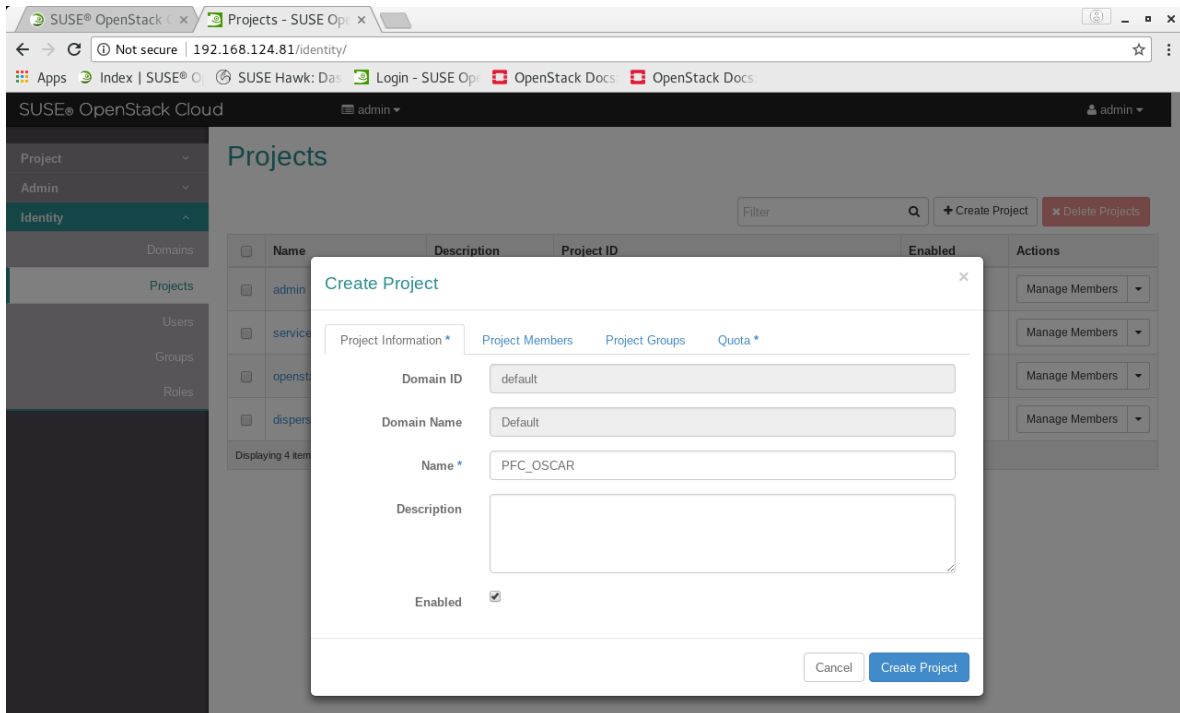 SUSE® OpenStack C
Projects - SUSE Ope
Not secure | 192.168.124.81/identity/
Apps
Index | SUSE® O
SUSE Hawk: Das
Login - SUSE Ope
OpenStack Docs
OpenStack Docs
SUSE® OpenStack Cloud
admin
admin
Project
Admin
Identity
Domains
Projects
Users
Groups
Roles
Projects
Filter
+ Create Project
× Delete Projects
Name Description Project ID Enabled Actions
admin Manage Members
service Manage Members
opensta Manage Members
dispers Manage Members
Displaying 4 item
Create Project
×
Project Information *
Project Members
Project Groups
Quota *
Domain ID default
Domain Name Default
Name * PFC_OSCAR
Description
Enabled
Cancel
Create Project